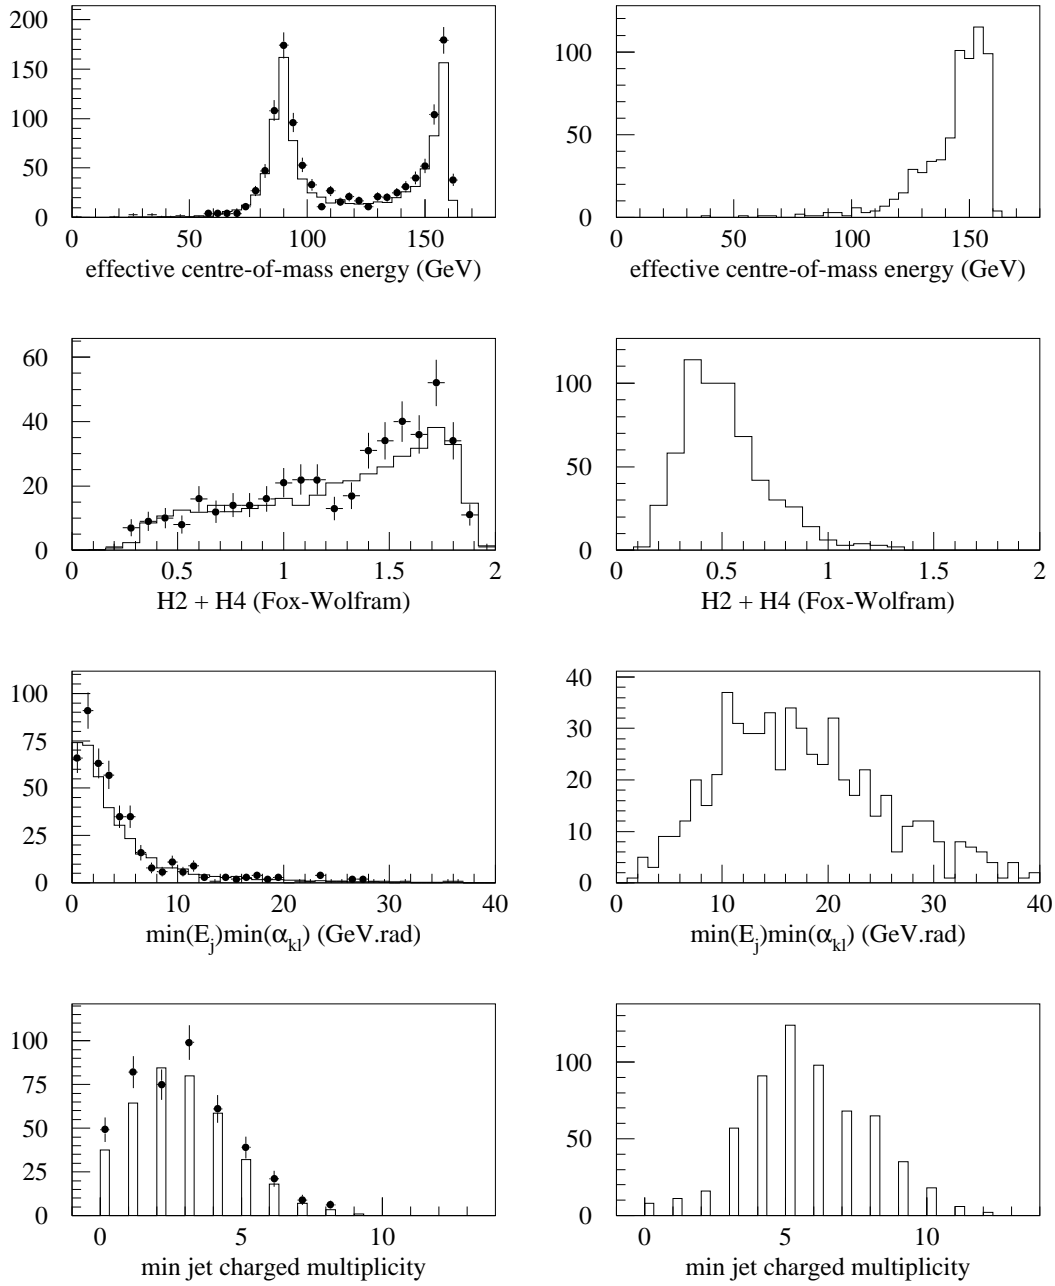 200
150
100
50
0
0 50 100 150
effective centre-of-mass energy (GeV)
100
50
0
0 50 100 150
effective centre-of-mass energy (GeV)
60
40
20
0
0 0.5 1 1.5 2
H2 + H4 (Fox-Wolfram)
100
50
0
0 0.5 1 1.5 2
H2 + H4 (Fox-Wolfram)
100
75
50
25
0
0 10 20 30 40
min(E_j)min(α_kl) (GeV.rad)
40
30
20
10
0
0 10 20 30 40
min(E_j)min(α_kl) (GeV.rad)
100
75
50
25
0
0 5 10
min jet charged multiplicity
100
50
0
0 5 10
min jet charged multiplicity